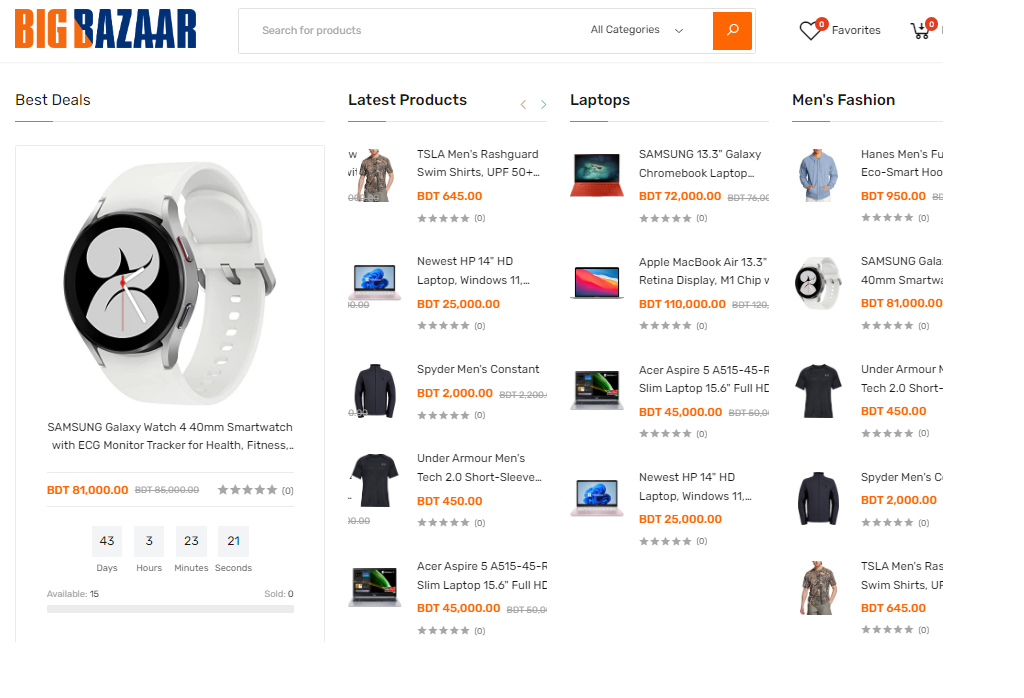 BIG BAZAAR
Search for products
All Categories
0
Favorites
0
Best Deals
SAMSUNG Galaxy Watch 4 40mm Smartwatch
with ECG Monitor Tracker for Health, Fitness,..
BDT 81,000.00 BDT 85,000.00 (0)
43 3 23 21
Days Hours Minutes Seconds
Available: 15 Sold: 0
Latest Products
TSLA Men's Rashguard
Swim Shirts, UPF 50+...
BDT 645.00
(0)
Newest HP 14" HD
Laptop, Windows 11,...
BDT 25,000.00
(0)
Spyder Men's Constant
BDT 2,000.00 BDT 2,200.
(0)
Under Armour Men's
Tech 2.0 Short-Sleeve...
BDT 450.00
(0)
Acer Aspire 5 A515-45-R
Slim Laptop 15.6" Full HD
BDT 45,000.00 BDT 50,0
(0)
Laptops
SAMSUNG 13.3" Galaxy
Chromebook Laptop...
BDT 72,000.00 BDT 76,00
(0)
Apple MacBook Air 13.3"
Retina Display, M1 Chip w
BDT 110,000.00 BDT 120,
(0)
Acer Aspire 5 A515-45-R
Slim Laptop 15.6" Full HD
BDT 45,000.00 BDT 50,0
(0)
Newest HP 14" HD
Laptop, Windows 11,...
BDT 25,000.00
(0)
Men's Fashion
Hanes Men's Fu
Eco-Smart Hoo
BDT 950.00 BD
(0)
SAMSUNG Gala
40mm Smartwa
BDT 81,000.00
(0)
Under Armour M
Tech 2.0 Short-
BDT 450.00
(0)
Spyder Men's Co
BDT 2,000.00
(0)
TSLA Men's Ras
Swim Shirts, UF
BDT 645.00
(0)